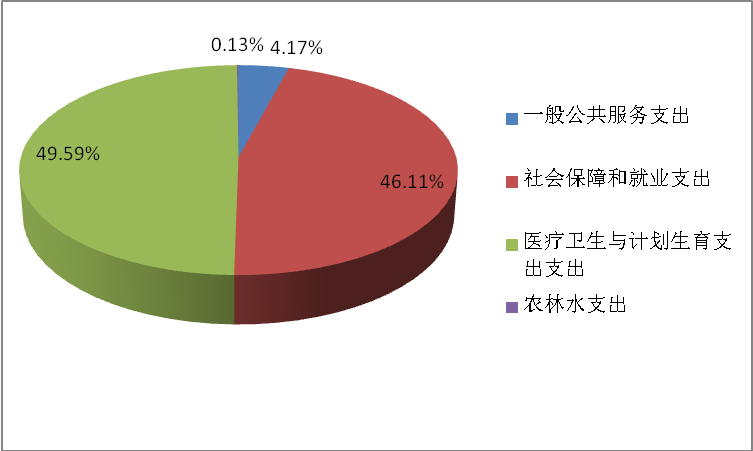 0.13%
4.17%
49.59%
46.11%
一般公共服务支出
社会保障和就业支出
医疗卫生与计划生育支
出支出
农林水支出